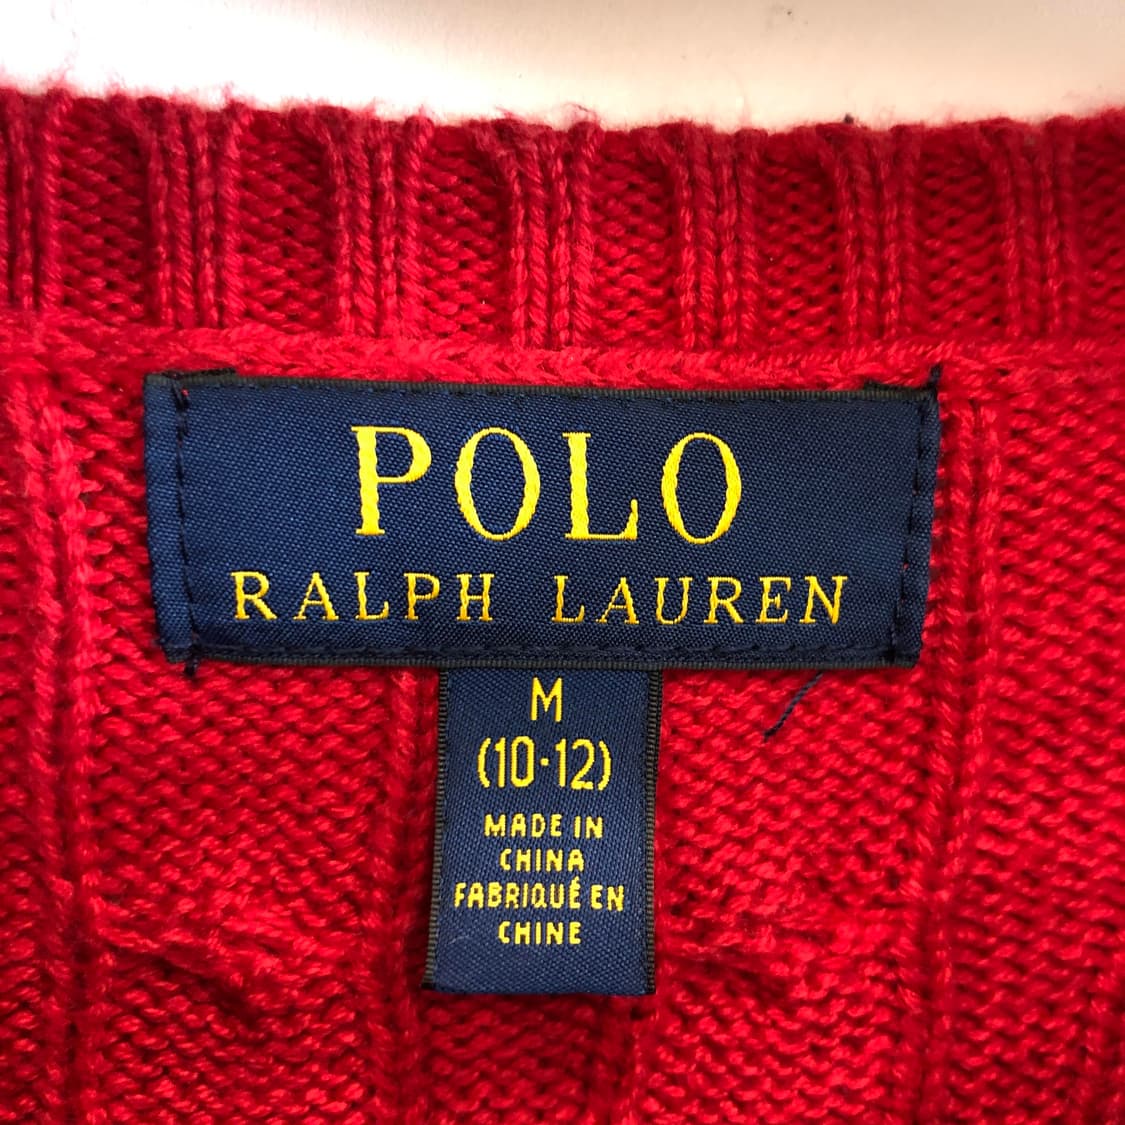 POLO
RALPH LAUREN
M
(10·12)
MADE IN
CHINA
FABRIQUÉ EN
CHINE